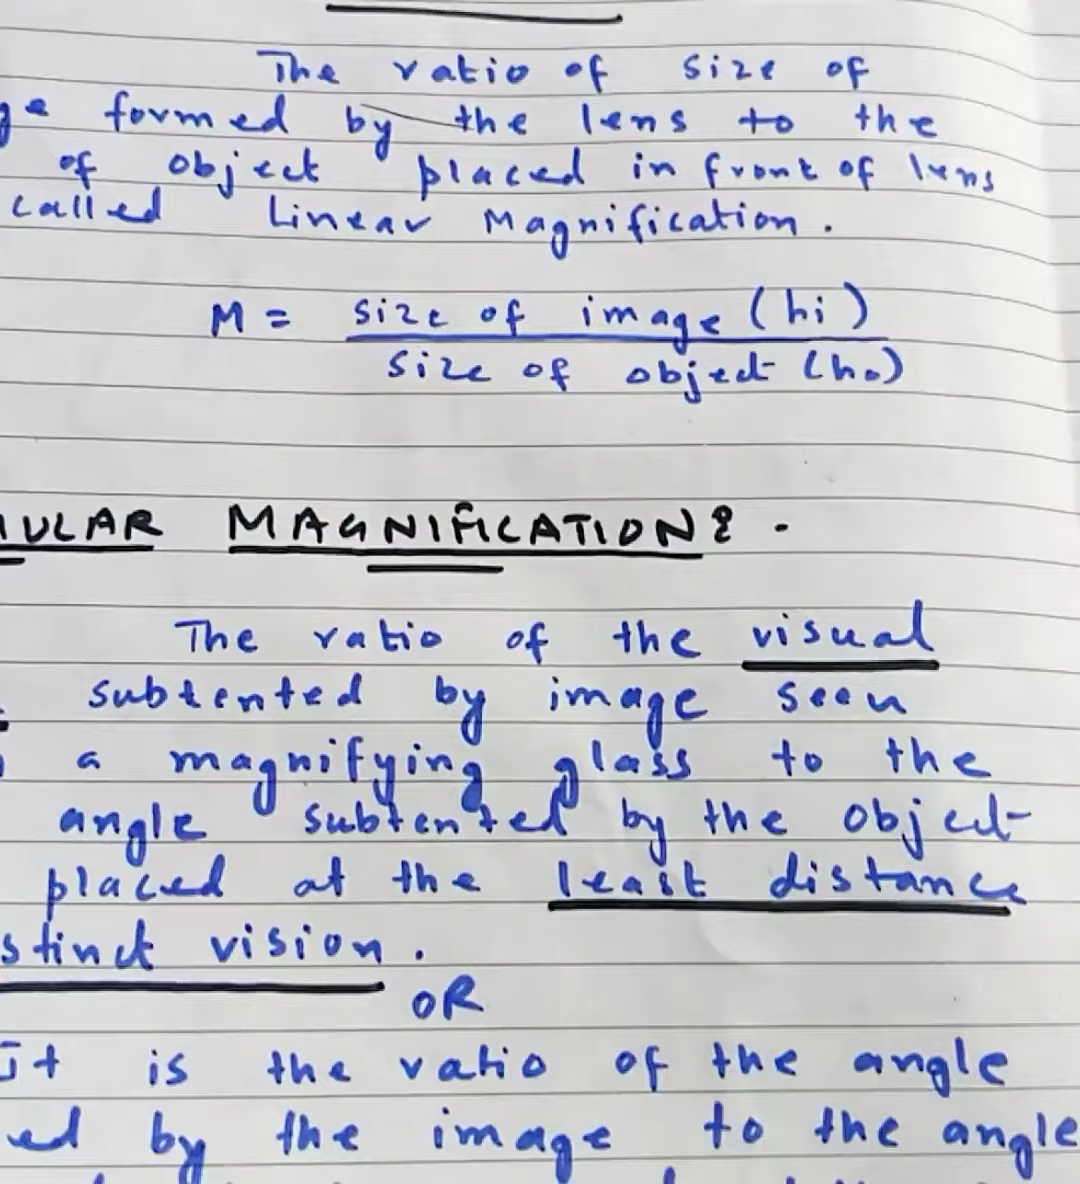 The ratio of size of
ge formed by the lens to the
of object placed in front of lens
called Linear Magnification.
M = size of image (hi)
size of object (ho)
ULAR MAGNIFICATION:-
The ratio of the visual
subtented by image seen
a magnifying glass to the
angle subtented by the object
placed at the least distance
stinct vision.
OR
It is the ratio of the angle
ed by the image to the angle